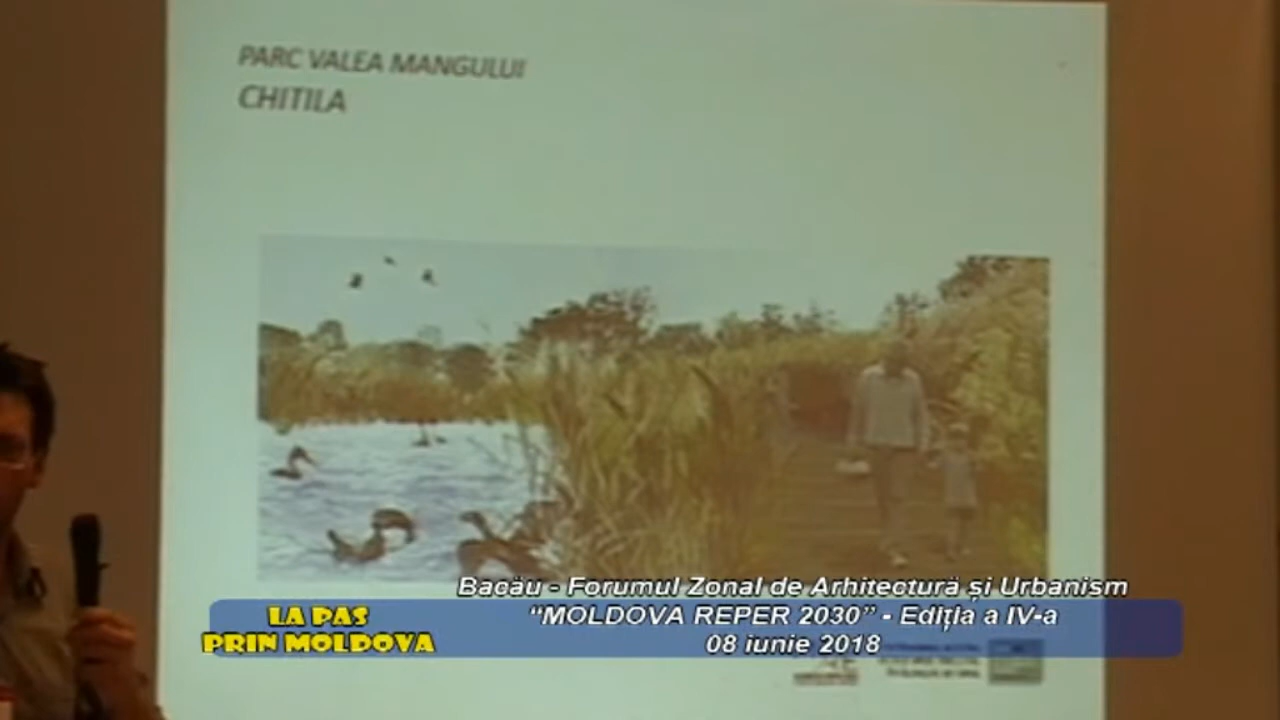 PARC VALEA MANGULUI
CHITILA
Bacău - Forumul Zonal de Arhitectură și Urbanism
LA PAS
PRIN MOLDOVA
“MOLDOVA REPER 2030” - Ediția a IV-a
08 iunie 2018